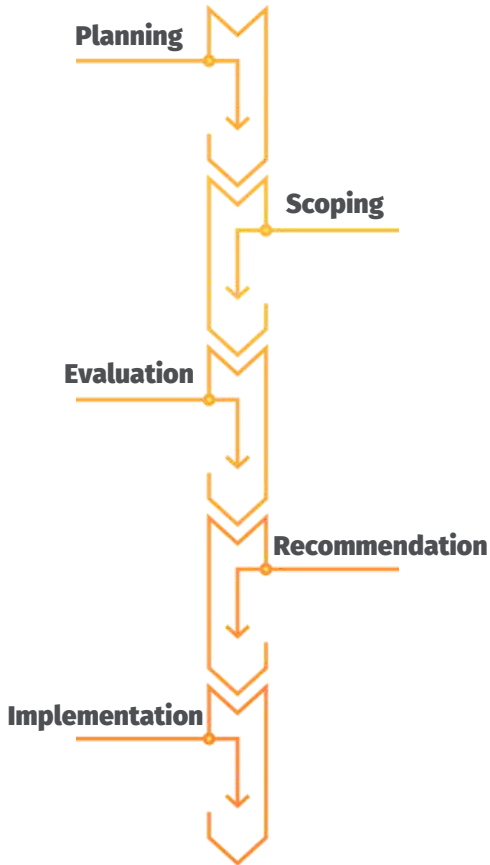 Planning
Scoping
Evaluation
Recommendation
Implementation